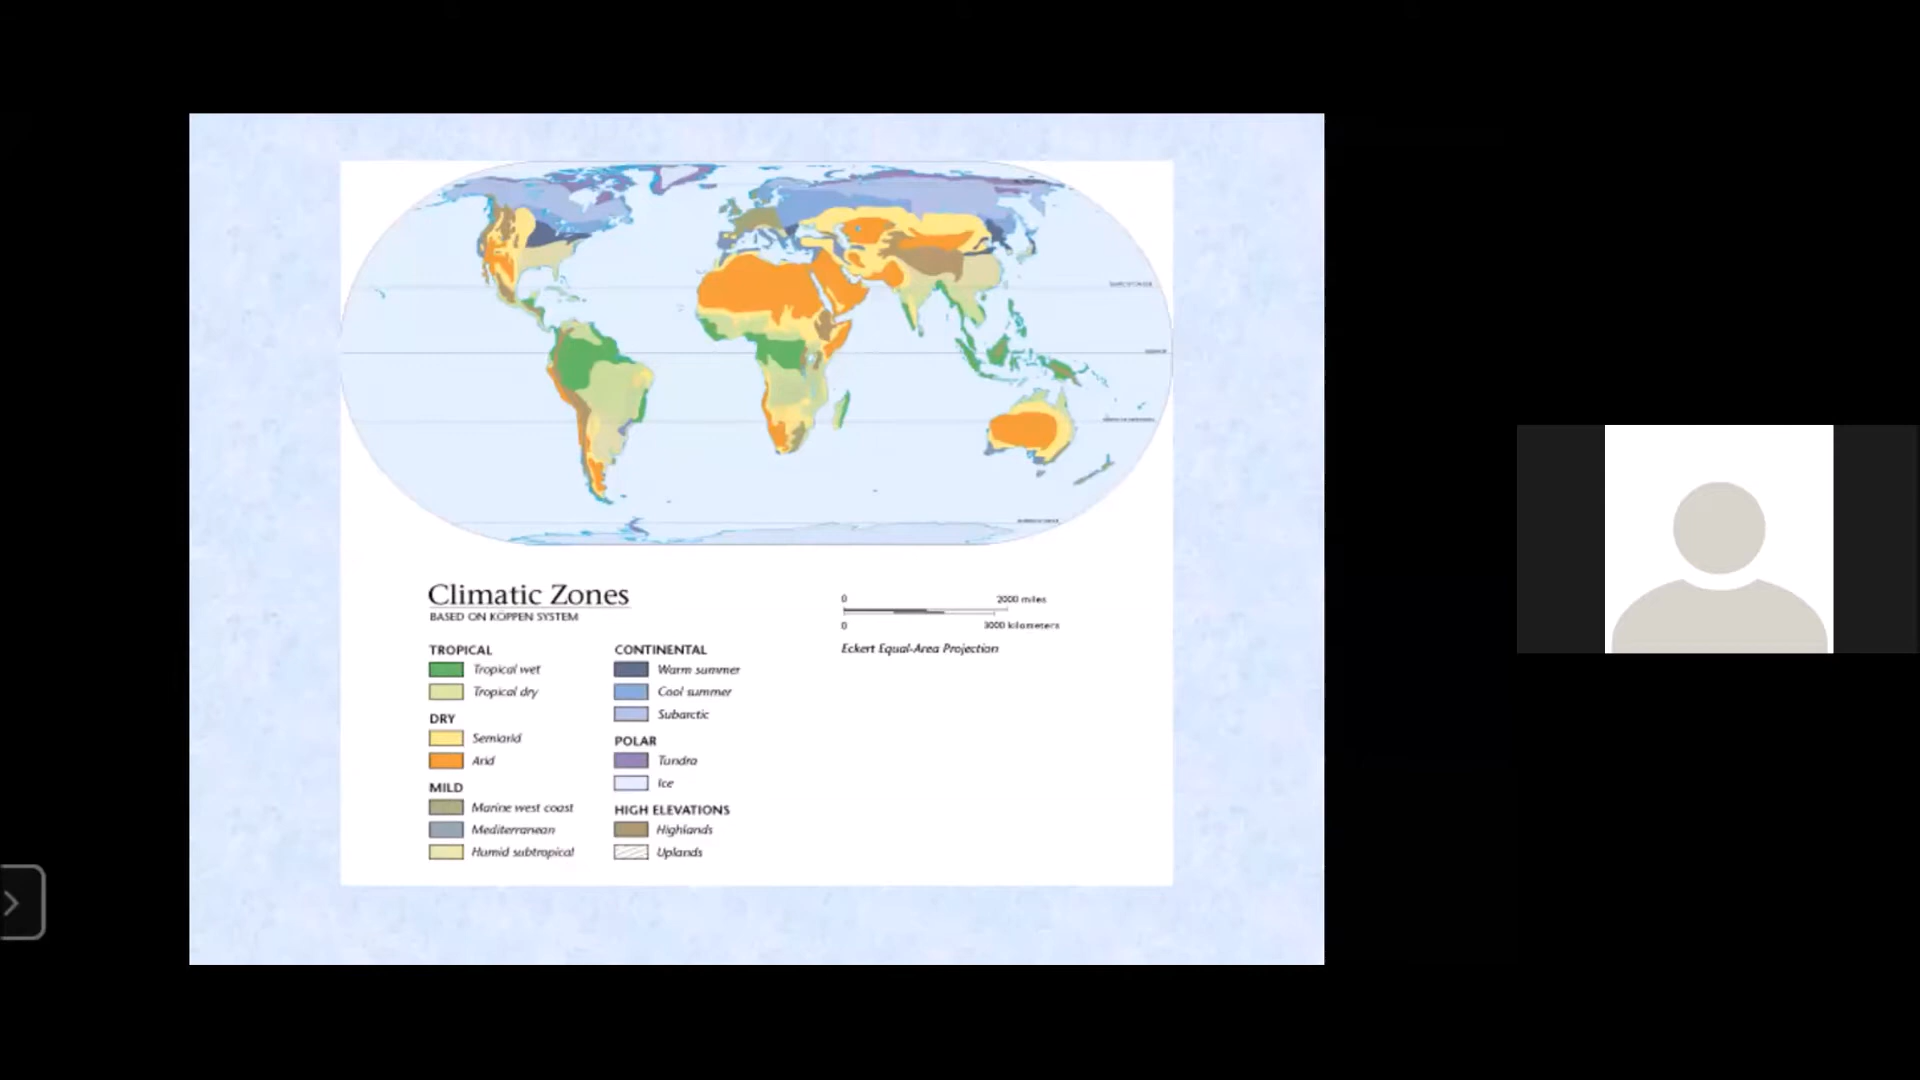 Climatic Zones
BASED ON KÖPPEN SYSTEM
TROPICAL
Tropical wet
Tropical dry
DRY
Semiarid
Arid
MILD
Marine west coast
Mediterranean
Humid subtropical
CONTINENTAL
Warm summer
Cool summer
Subarctic
POLAR
Tundra
Ice
HIGH ELEVATIONS
Highlands
Uplands
0 2000 miles
0 3000 kilometers
Eckert Equal-Area Projection